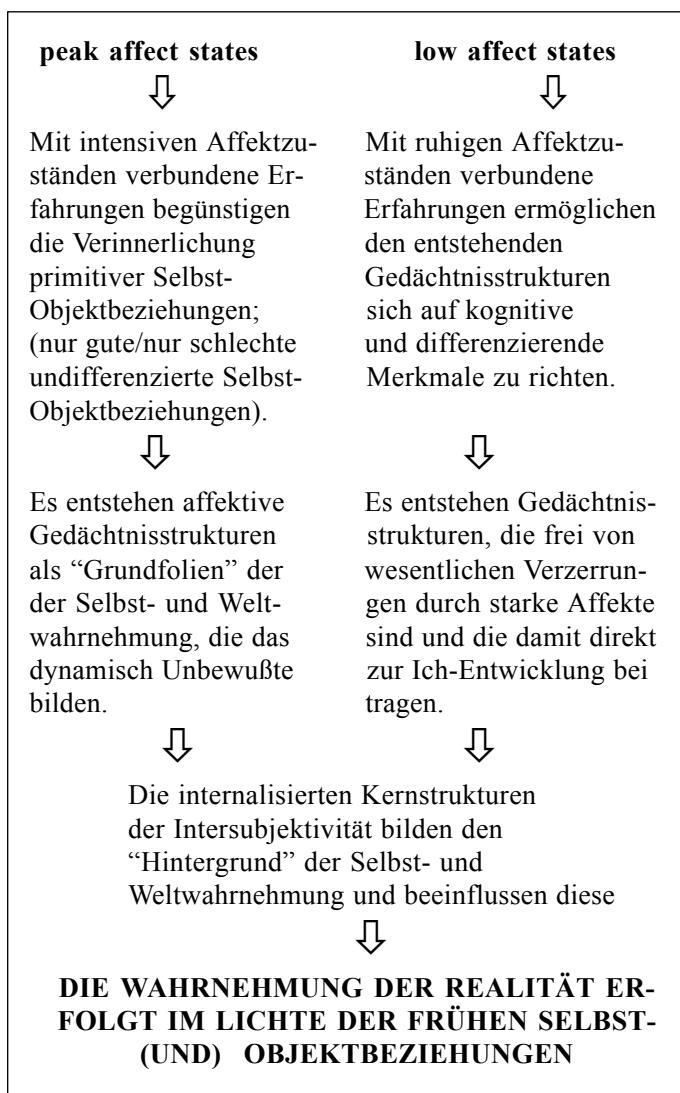 peak affect states
Mit intensiven Affektzu-
ständen verbundene Er-
fahrungen begünstigen
die Verinnerlichung
primitiver Selbst-
Objektbeziehungen;
(nur gute/nur schlechte
undifferenzierte Selbst-
Objektbeziehungen).
Es entstehen affektive
Gedächtnisstrukturen
als “Grundfolien” der
der Selbst- und Welt-
wahrnehmung, die das
dynamisch Unbewußte
bilden.
low affect states
Mit ruhigen Affektzu-
ständen verbundene
Erfahrungen ermöglichen
den entstehenden
Gedächtnisstrukturen
sich auf kognitive
und differenzierende
Merkmale zu richten.
Es entstehen Gedächtnis-
strukturen, die frei von
wesentlichen Verzerrun-
gen durch starke Affekte
sind und die damit direkt
zur Ich-Entwicklung bei
tragen.
Die internalisierten Kernstrukturen
der Intersubjektivität bilden den
“Hintergrund” der Selbst- und
Weltwahrnehmung und beeinflussen diese
DIE WAHRNEHMUNG DER REALITÄT ER-
FOLGT IM LICHTE DER FRÜHEN SELBST-
(UND) OBJEKTBEZIEHUNGEN